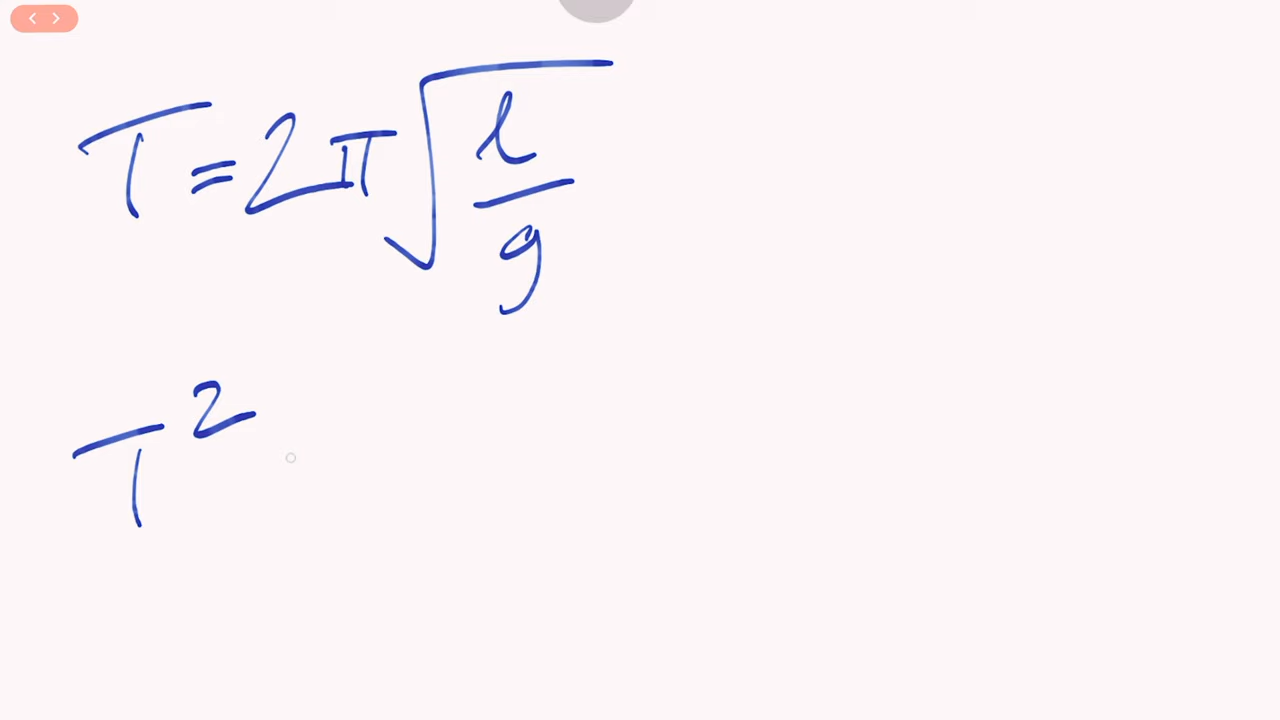 T = 2π√(l/g)
T²